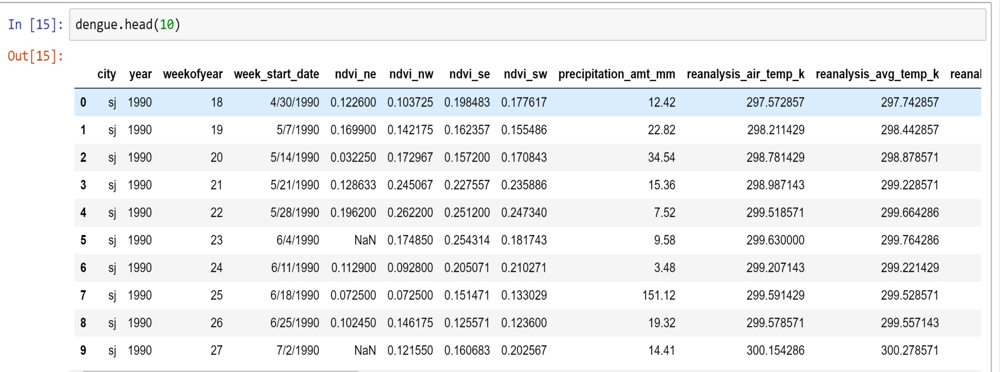 In [15]: dengue.head(10)
Out[15]:
city year weekofyear week_start_date ndvi_ne ndvi_nw ndvi_se ndvi_sw precipitation_amt_mm reanalysis_air_temp_k reanalysis_avg_temp_k reanal
0 sj 1990 18 4/30/1990 0.122600 0.103725 0.198483 0.177617 12.42 297.572857 297.742857
1 sj 1990 19 5/7/1990 0.169900 0.142175 0.162357 0.155486 22.82 298.211429 298.442857
2 sj 1990 20 5/14/1990 0.032250 0.172967 0.157200 0.170843 34.54 298.781429 298.878571
3 sj 1990 21 5/21/1990 0.128633 0.245067 0.227557 0.235886 15.36 298.987143 299.228571
4 sj 1990 22 5/28/1990 0.196200 0.262200 0.251200 0.247340 7.52 299.518571 299.664286
5 sj 1990 23 6/4/1990 NaN 0.174850 0.254314 0.181743 9.58 299.630000 299.764286
6 sj 1990 24 6/11/1990 0.112900 0.092800 0.205071 0.210271 3.48 299.207143 299.221429
7 sj 1990 25 6/18/1990 0.072500 0.072500 0.151471 0.133029 151.12 299.591429 299.528571
8 sj 1990 26 6/25/1990 0.102450 0.146175 0.125571 0.123600 19.32 299.578571 299.557143
9 sj 1990 27 7/2/1990 NaN 0.121550 0.160683 0.202567 14.41 300.154286 300.278571